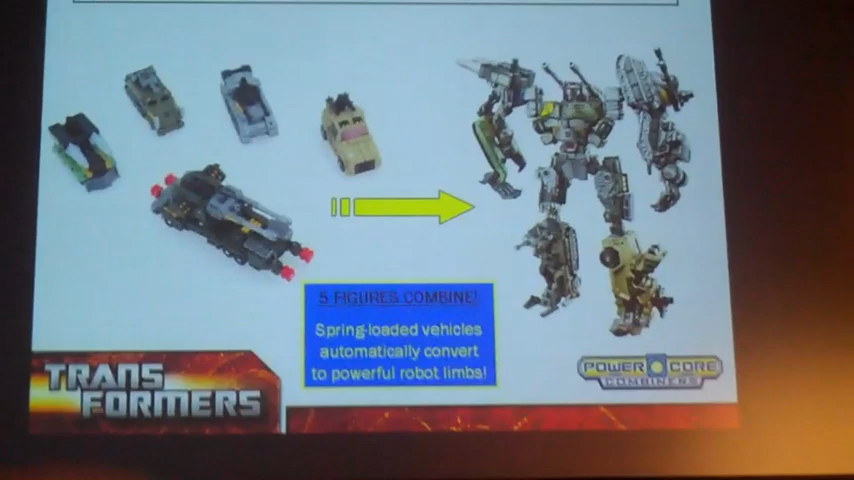 5 FIGURES COMBINE!
Spring-loaded vehicles
automatically convert
to powerful robot limbs!
TRANS
FORMERS
POWER CORE
COMBINERS